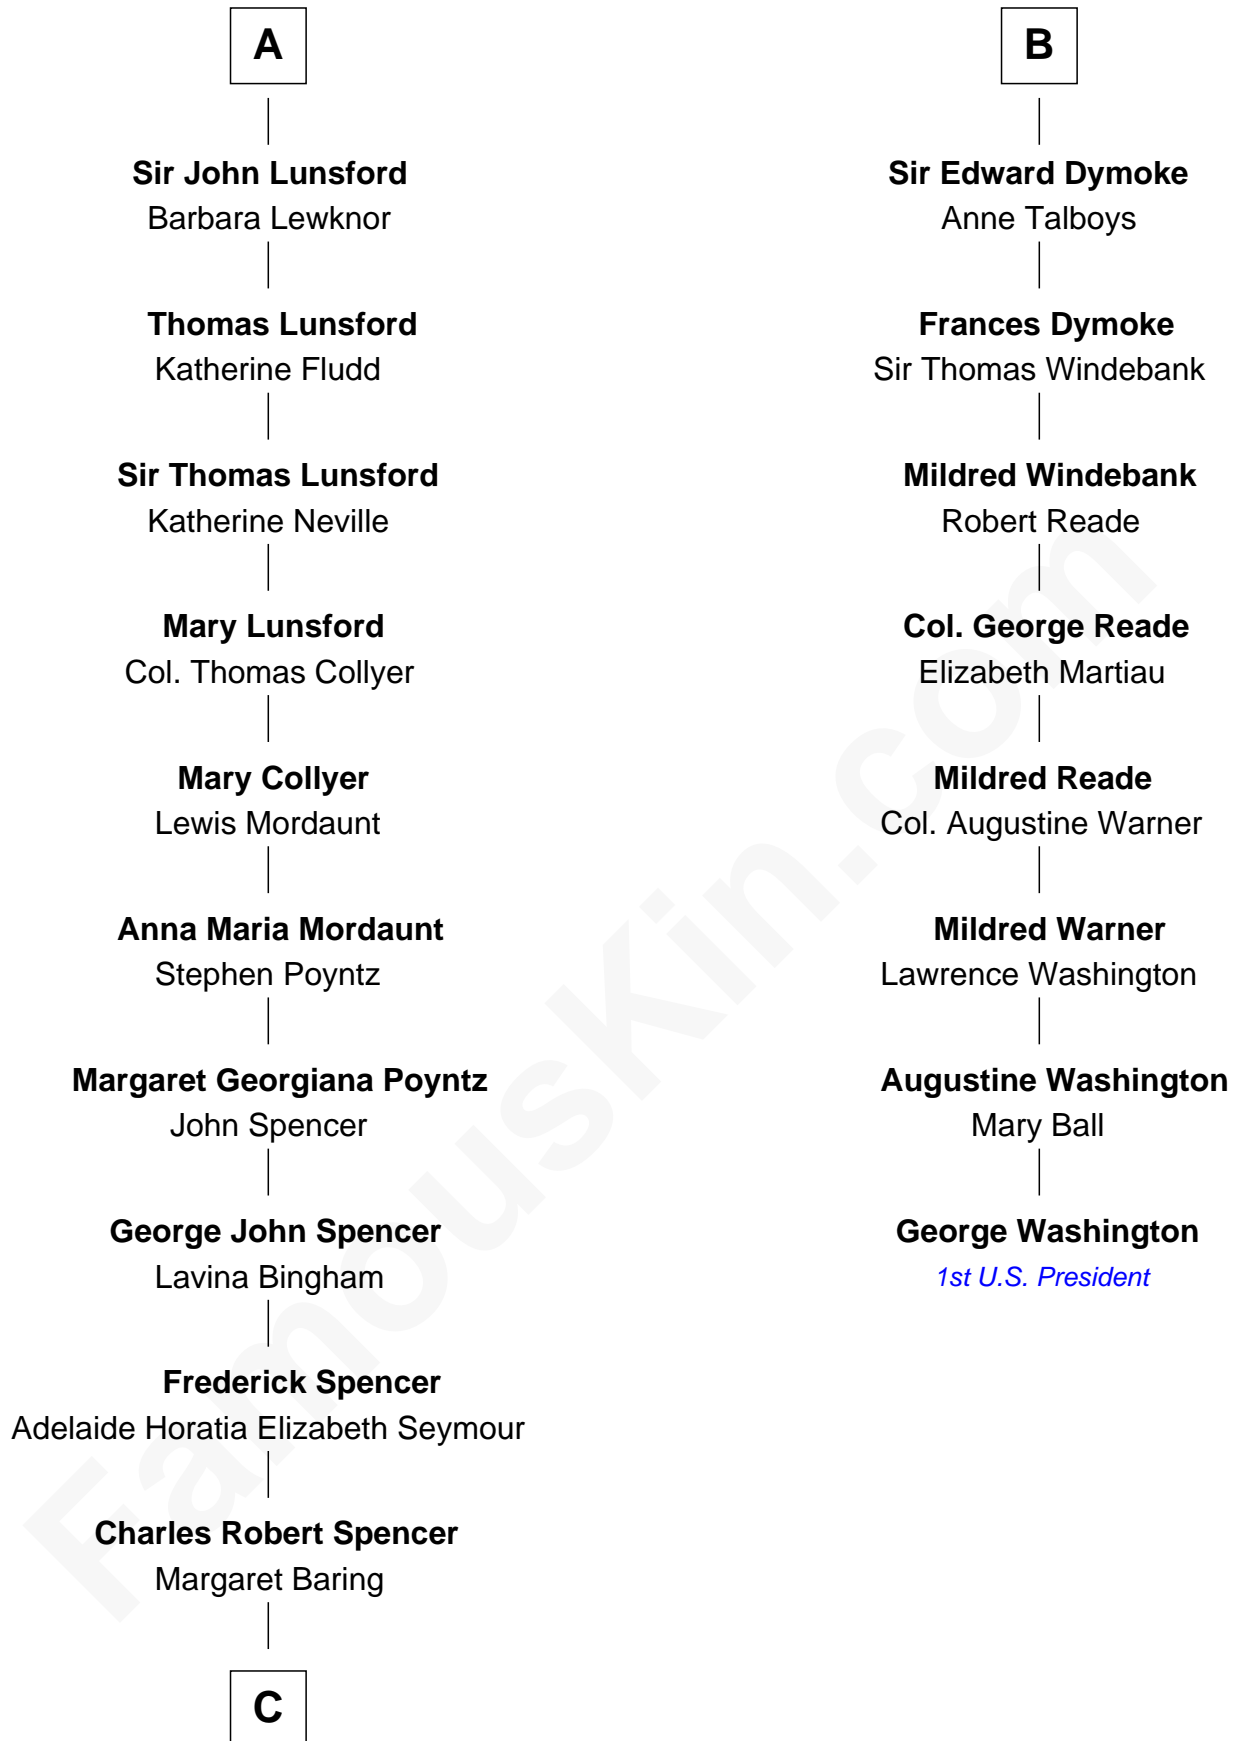 A
Sir John Lunsford
Barbara Lewknor
Thomas Lunsford
Katherine Fludd
Sir Thomas Lunsford
Katherine Neville
Mary Lunsford
Col. Thomas Collyer
Mary Collyer
Lewis Mordaunt
Anna Maria Mordaunt
Stephen Poyntz
Margaret Georgiana Poyntz
John Spencer
George John Spencer
Lavina Bingham
Frederick Spencer
Adelaide Horatia Elizabeth Seymour
Charles Robert Spencer
Margaret Baring
C
B
Sir Edward Dymoke
Anne Talboys
Frances Dymoke
Sir Thomas Windebank
Mildred Windebank
Robert Reade
Col. George Reade
Elizabeth Martiau
Mildred Reade
Col. Augustine Warner
Mildred Warner
Lawrence Washington
Augustine Washington
Mary Ball
George Washington
1st U.S. President
FamousKin.com